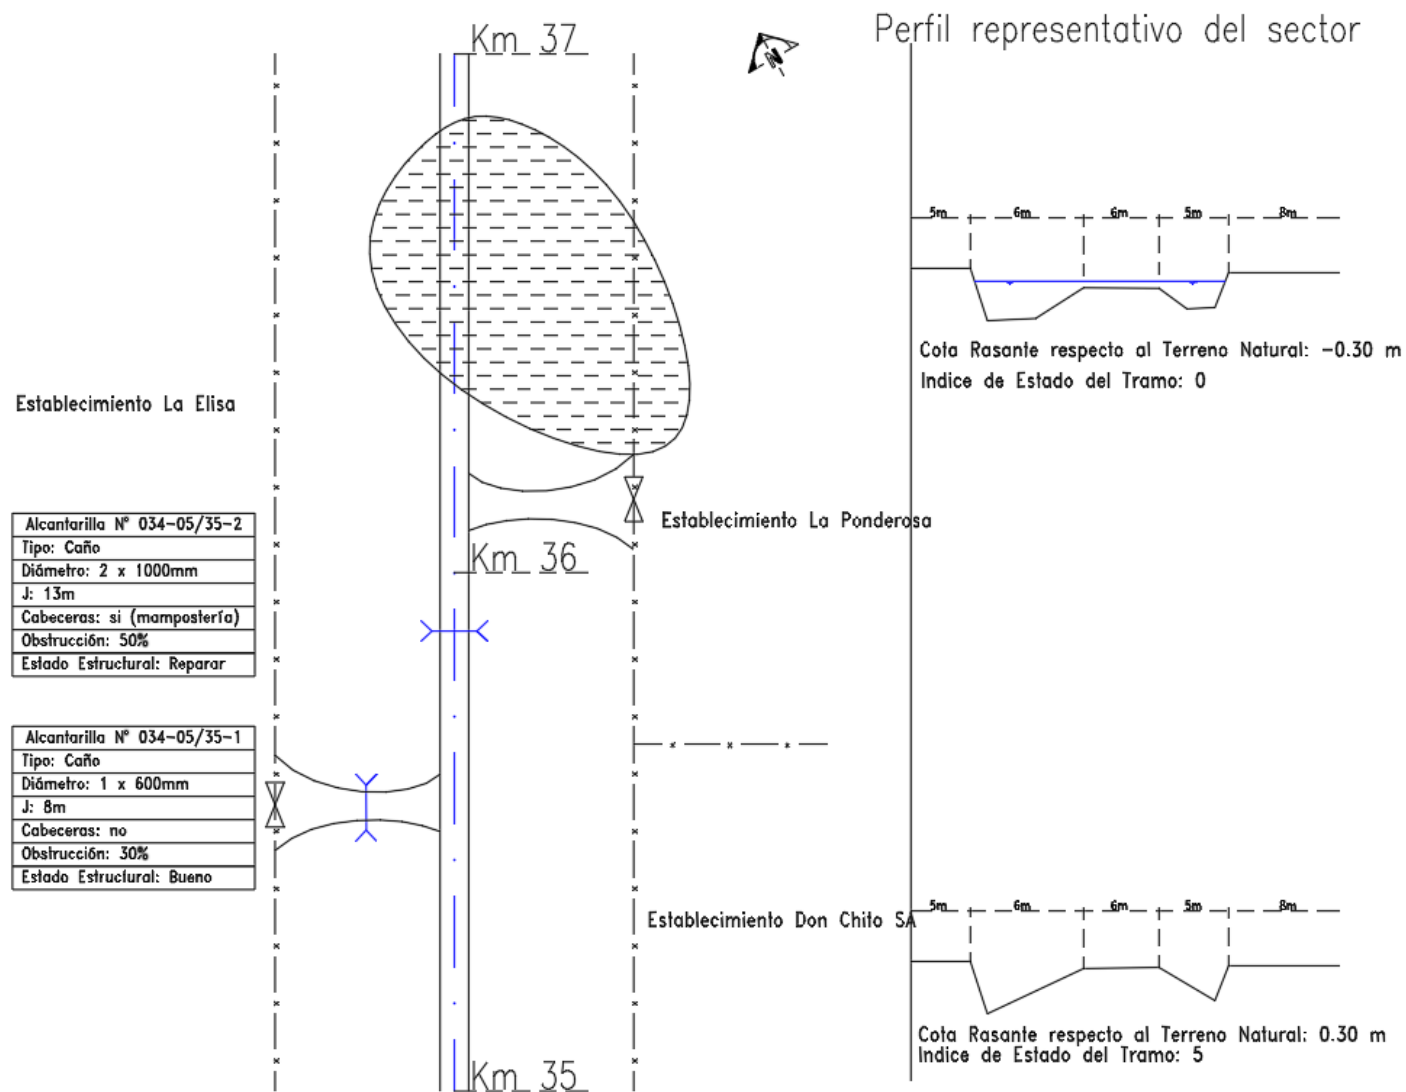 Perfil representativo del sector
Km 37
N
5m 6m 6m 5m 8m
Cota Rasante respecto al Terreno Natural: -0.30 m
Indice de Estado del Tramo: 0
Establecimiento La Elisa
Alcantarilla Nº 034-05/35-2
Tipo: Caño
Diámetro: 2 x 1000mm
J: 13m
Cabeceras: si (mampostería)
Obstrucción: 50%
Estado Estructural: Reparar
Establecimiento La Ponderosa
Km 36
Alcantarilla Nº 034-05/35-1
Tipo: Caño
Diámetro: 1 x 600mm
J: 8m
Cabeceras: no
Obstrucción: 30%
Estado Estructural: Bueno
Establecimiento Don Chito SA
5m 6m 6m 5m 8m
Cota Rasante respecto al Terreno Natural: 0.30 m
Indice de Estado del Tramo: 5
Km 35